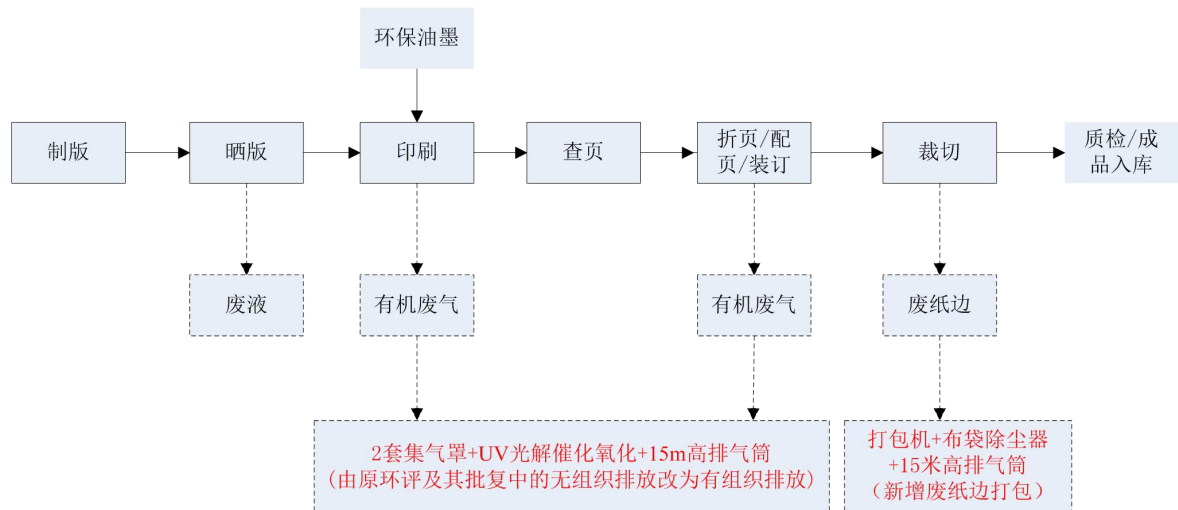 环保油墨
制版
晒版
印刷
查页
折页/配
页/装订
裁切
质检/成
品入库
废液
有机废气
有机废气
废纸边
2套集气罩+UV光解催化氧化+15m高排气筒
(由原环评及其批复中的无组织排放改为有组织排放)
打包机+布袋除尘器
+15米高排气筒
（新增废纸边打包）